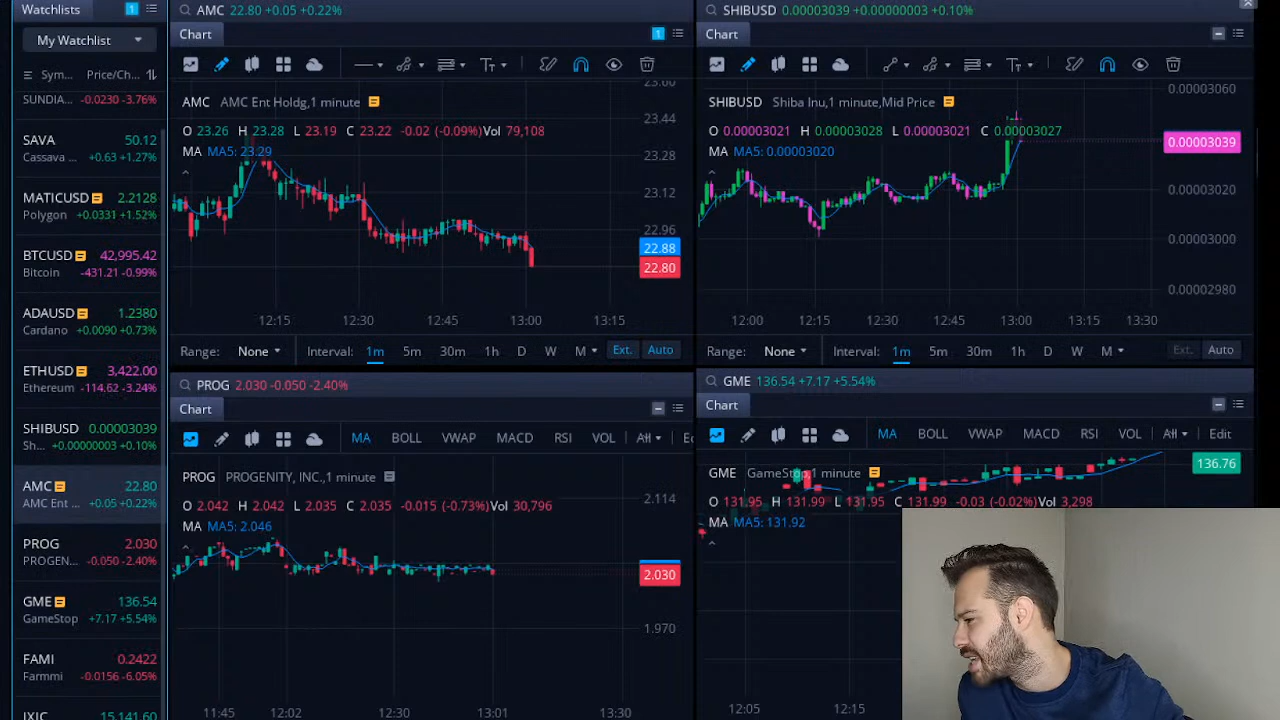 Watchlists 1
My Watchlist
Sym... Price/Ch...
SUNDIA... -0.0230 -3.76%
SAVA 50.12
Cassava ... +0.63 +1.27%
MATICUSD 2.2128
Polygon +0.0331 +1.52%
BTCUSD 42,995.42
Bitcoin -431.21 -0.99%
ADAUSD 1.2380
Cardano +0.0090 +0.73%
ETHUSD 3,422.00
Ethereum -114.62 -3.24%
SHIBUSD 0.00003039
Sh... +0.00000003 +0.10%
AMC 22.80
AMC Ent ... +0.05 +0.22%
PROG 2.030
PROGEN... -0.050 -2.40%
GME 136.54
GameStop +7.17 +5.54%
FAMI 0.2422
Farmmi -0.0156 -6.05%
IXIC 15,141.60
AMC 22.80 +0.05 +0.22%
Chart 1
AMC AMC Ent Holdg,1 minute
O 23.26 H 23.28 L 23.19 C 23.22 -0.02 (-0.09%) Vol 79,108
MA MA5: 23.29
23.60
23.44
23.28
23.12
22.96
22.88
22.80
12:15 12:30 12:45 13:00 13:15
Range: None Interval: 1m 5m 30m 1h D W M Ext. Auto
SHIBUSD 0.00003039 +0.00000003 +0.10%
Chart
SHIBUSD Shiba Inu,1 minute,Mid Price
O 0.00003021 H 0.00003028 L 0.00003021 C 0.00003027
MA MA5: 0.00003020
0.00003060
0.00003039
0.00003020
0.00003000
0.00002980
12:00 12:15 12:30 12:45 13:00 13:15 13:30
Range: None Interval: 1m 5m 30m 1h D W M Ext. Auto
PROG 2.030 -0.050 -2.40%
Chart
MA BOLL VWAP MACD RSI VOL All
PROG PROGENITY, INC.,1 minute
O 2.042 H 2.042 L 2.035 C 2.035 -0.015 (-0.73%) Vol 30,796
MA MA5: 2.046
2.114
2.030
1.970
11:45 12:02 12:30 13:01 13:30
GME 136.54 +7.17 +5.54%
Chart
MA BOLL VWAP MACD RSI VOL All Edit
GME GameStop,1 minute
136.76
O 131.95 H 131.99 L 131.95 C 131.99 -0.03 (-0.02%) Vol 3,298
MA MA5: 131.92
12:05 12:15